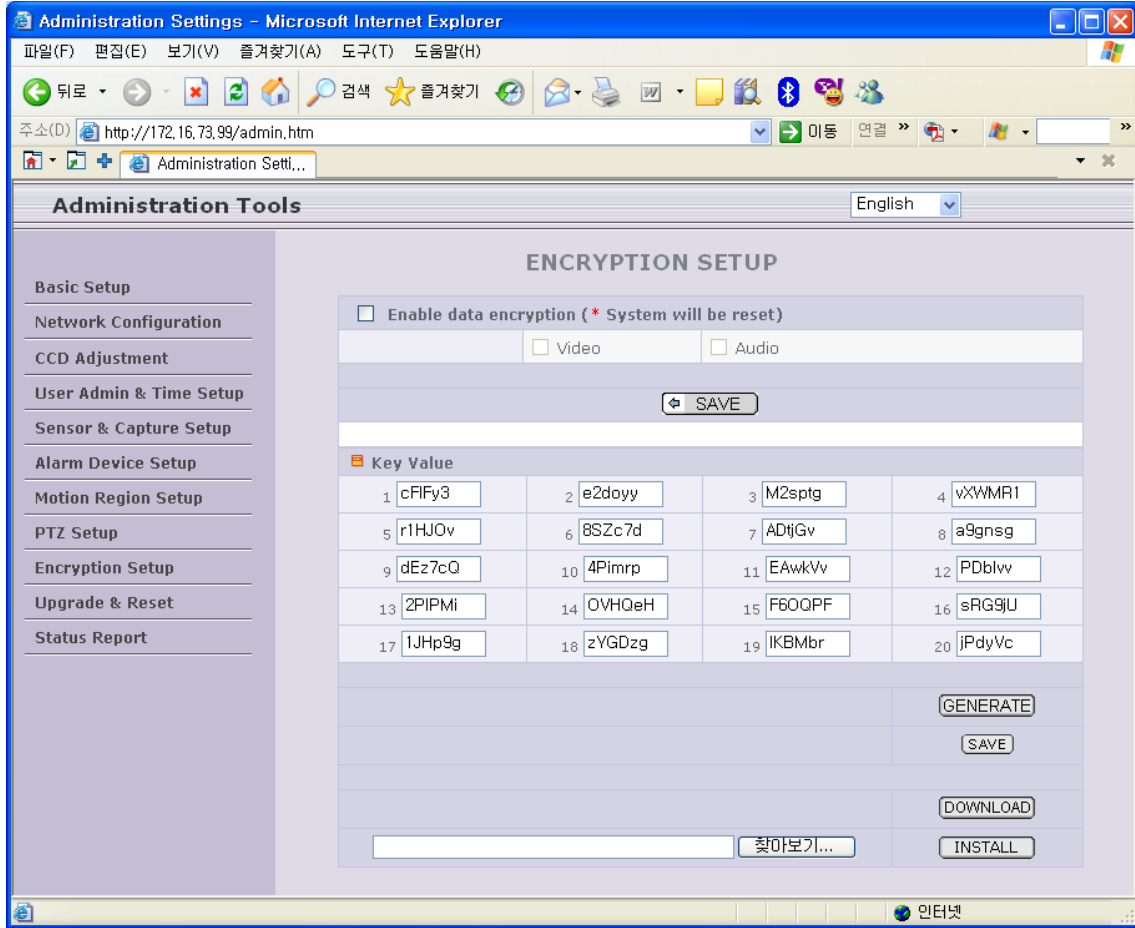 Administration Settings - Microsoft Internet Explorer
파일(F) 편집(E) 보기(V) 즐겨찾기(A) 도구(T) 도움말(H)
뒤로 검색 즐겨찾기
주소(D) http://172.16.73.99/admin.htm 이동 연결 »  »
Administration Setti...
Administration Tools English
ENCRYPTION SETUP
Basic Setup
Network Configuration
CCD Adjustment
User Admin & Time Setup
Sensor & Capture Setup
Alarm Device Setup
Motion Region Setup
PTZ Setup
Encryption Setup
Upgrade & Reset
Status Report
Enable data encryption (* System will be reset)
Video Audio
SAVE
Key Value
1 cFlFy3 2 e2doyy 3 M2sptg 4 vXWMR1
5 r1HJOv 6 8SZc7d 7 ADtjGv 8 a9gnsg
9 dEz7cQ 10 4Pimrp 11 EAwkVv 12 PDblvv
13 2PIPMi 14 OVHQeH 15 F6OQPF 16 sRG9jU
17 1JHp9g 18 zYGDzg 19 IKBMbr 20 jPdyVc
GENERATE
SAVE
DOWNLOAD
찾아보기... INSTALL
인터넷